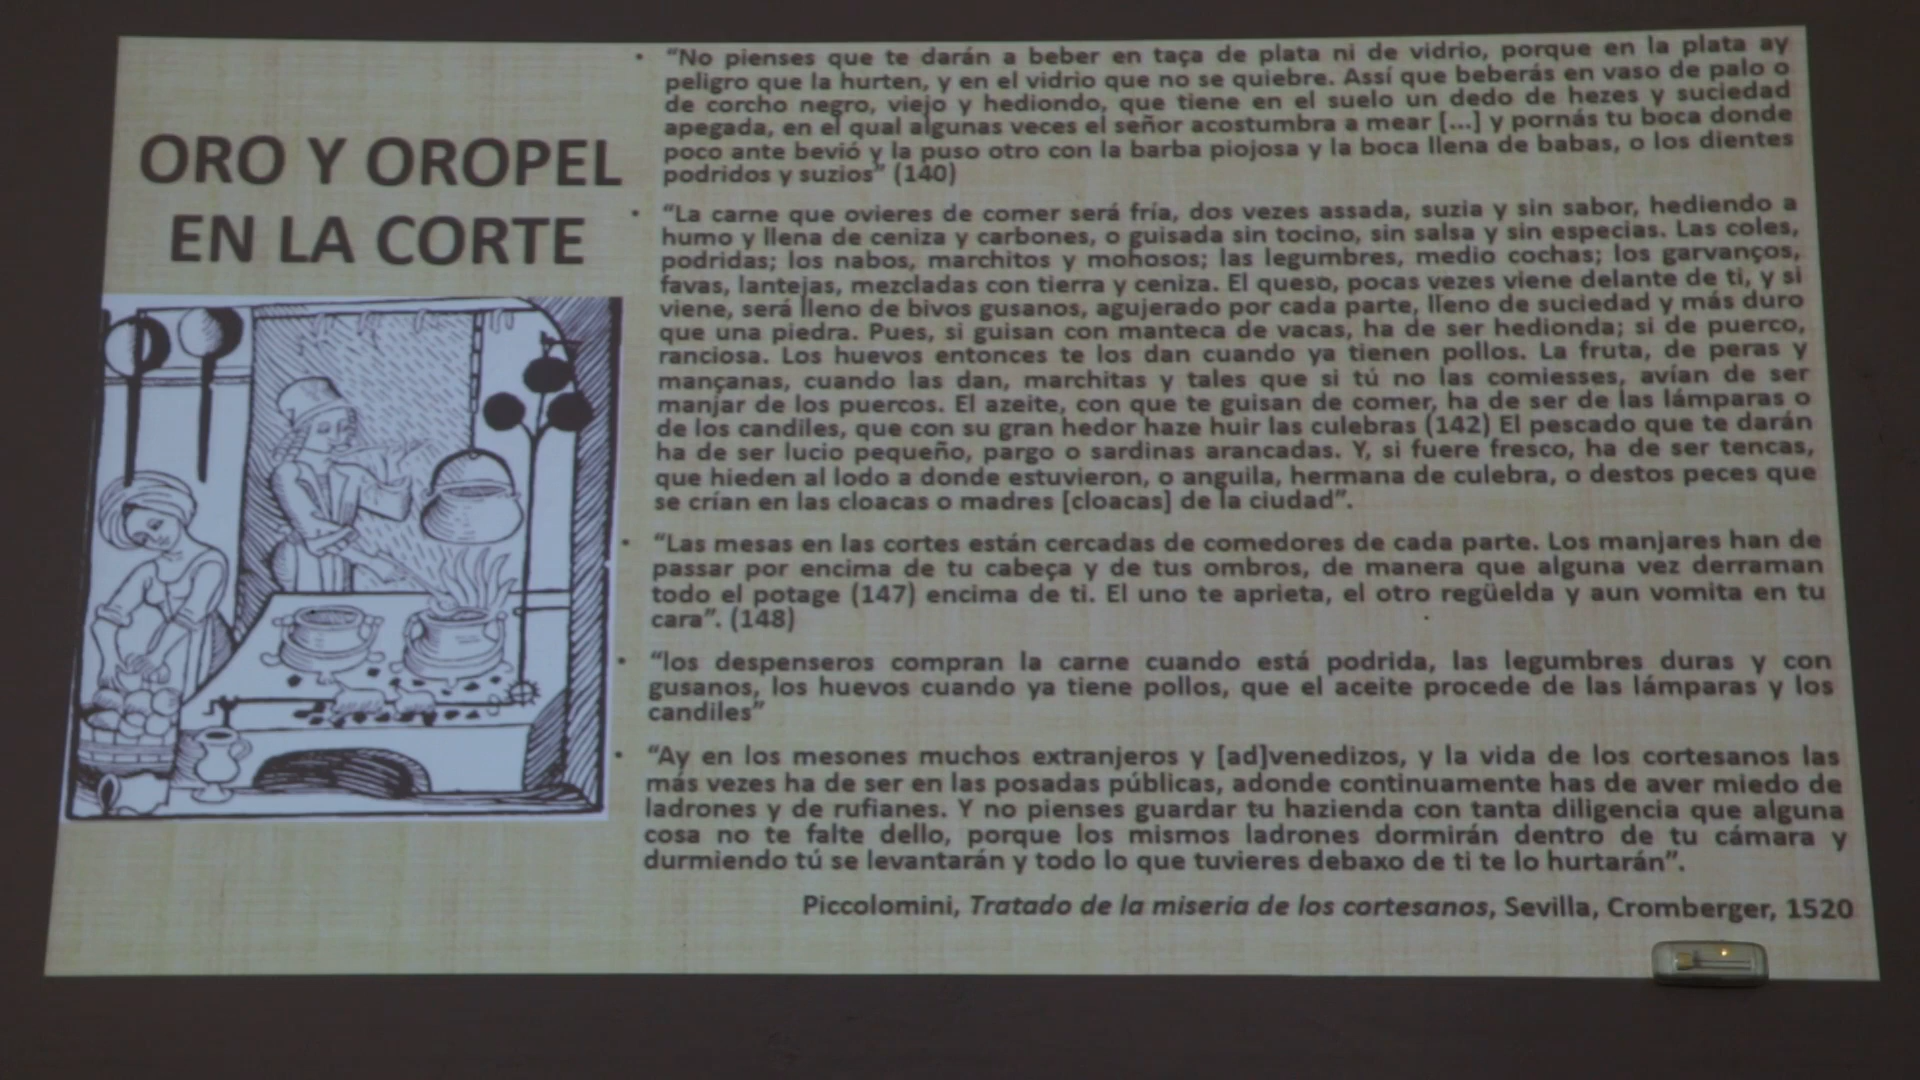 ORO Y OROPEL
EN LA CORTE
• “No pienses que te darán a beber en taça de plata ni de vidrio, porque en la plata ay
peligro que la hurten, y en el vidrio que no se quiebre. Assí que beberás en vaso de palo o
de corcho negro, viejo y hediondo, que tiene en el suelo un dedo de hezes y suciedad
apegada, en el qual algunas veces el señor acostumbra a mear [...] y pornás tu boca donde
poco ante bevió y la puso otro con la barba piojosa y la boca llena de babas, o los dientes
podridos y suzios” (140)
• “La carne que ovieres de comer será fría, dos vezes assada, suzia y sin sabor, hediendo a
humo y llena de ceniza y carbones, o guisada sin tocino, sin salsa y sin especias. Las coles,
podridas; los nabos, marchitos y mohosos; las legumbres, medio cochas; los garvanços,
favas, lantejas, mezcladas con tierra y ceniza. El queso, pocas vezes viene delante de ti, y si
viene, será lleno de bivos gusanos, agujerado por cada parte, lleno de suciedad y más duro
que una piedra. Pues, si guisan con manteca de vacas, ha de ser hedionda; si de puerco,
ranciosa. Los huevos entonces te los dan cuando ya tienen pollos. La fruta, de peras y
mançanas, cuando las dan, marchitas y tales que si tú no las comiesses, avían de ser
manjar de los puercos. El azeite, con que te guisan de comer, ha de ser de las lámparas o
de los candiles, que con su gran hedor haze huir las culebras (142) El pescado que te darán
ha de ser lucio pequeño, pargo o sardinas arancadas. Y, si fuere fresco, ha de ser tencas,
que hieden al lodo a donde estuvieron, o anguila, hermana de culebra, o destos peces que
se crían en las cloacas o madres [cloacas] de la ciudad”.
• “Las mesas en las cortes están cercadas de comedores de cada parte. Los manjares han de
passar por encima de tu cabeça y de tus ombros, de manera que alguna vez derraman
todo el potage (147) encima de ti. El uno te aprieta, el otro regüelda y aun vomita en tu
cara”. (148)
• “los despenseros compran la carne cuando está podrida, las legumbres duras y con
gusanos, los huevos cuando ya tiene pollos, que el aceite procede de las lámparas y los
candiles”
• “Ay en los mesones muchos extranjeros y [ad]venedizos, y la vida de los cortesanos las
más vezes ha de ser en las posadas públicas, adonde continuamente has de aver miedo de
ladrones y de rufianes. Y no pienses guardar tu hazienda con tanta diligencia que alguna
cosa no te falte dello, porque los mismos ladrones dormirán dentro de tu cámara y
durmiendo tú se levantarán y todo lo que tuvieres debaxo de ti te lo hurtarán”.
Piccolomini, Tratado de la miseria de los cortesanos, Sevilla, Cromberger, 1520